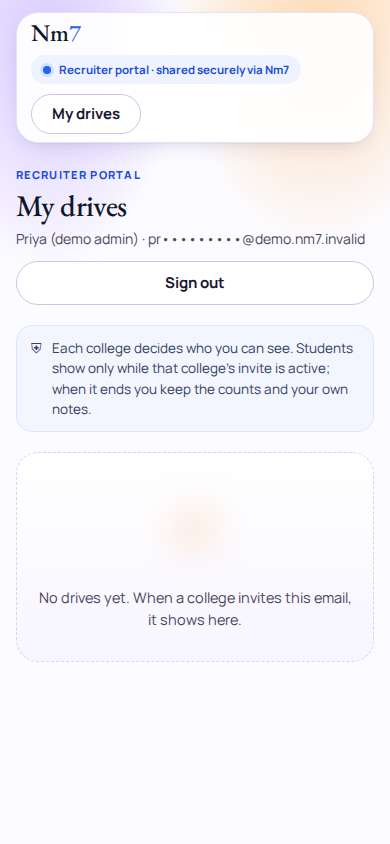 Nm7
Recruiter portal · shared securely via Nm7
My drives
RECRUITER PORTAL
My drives
Priya (demo admin) · pr•••••••••@demo.nm7.invalid
Sign out
Each college decides who you can see. Students
show only while that college's invite is active;
when it ends you keep the counts and your own
notes.
No drives yet. When a college invites this email,
it shows here.